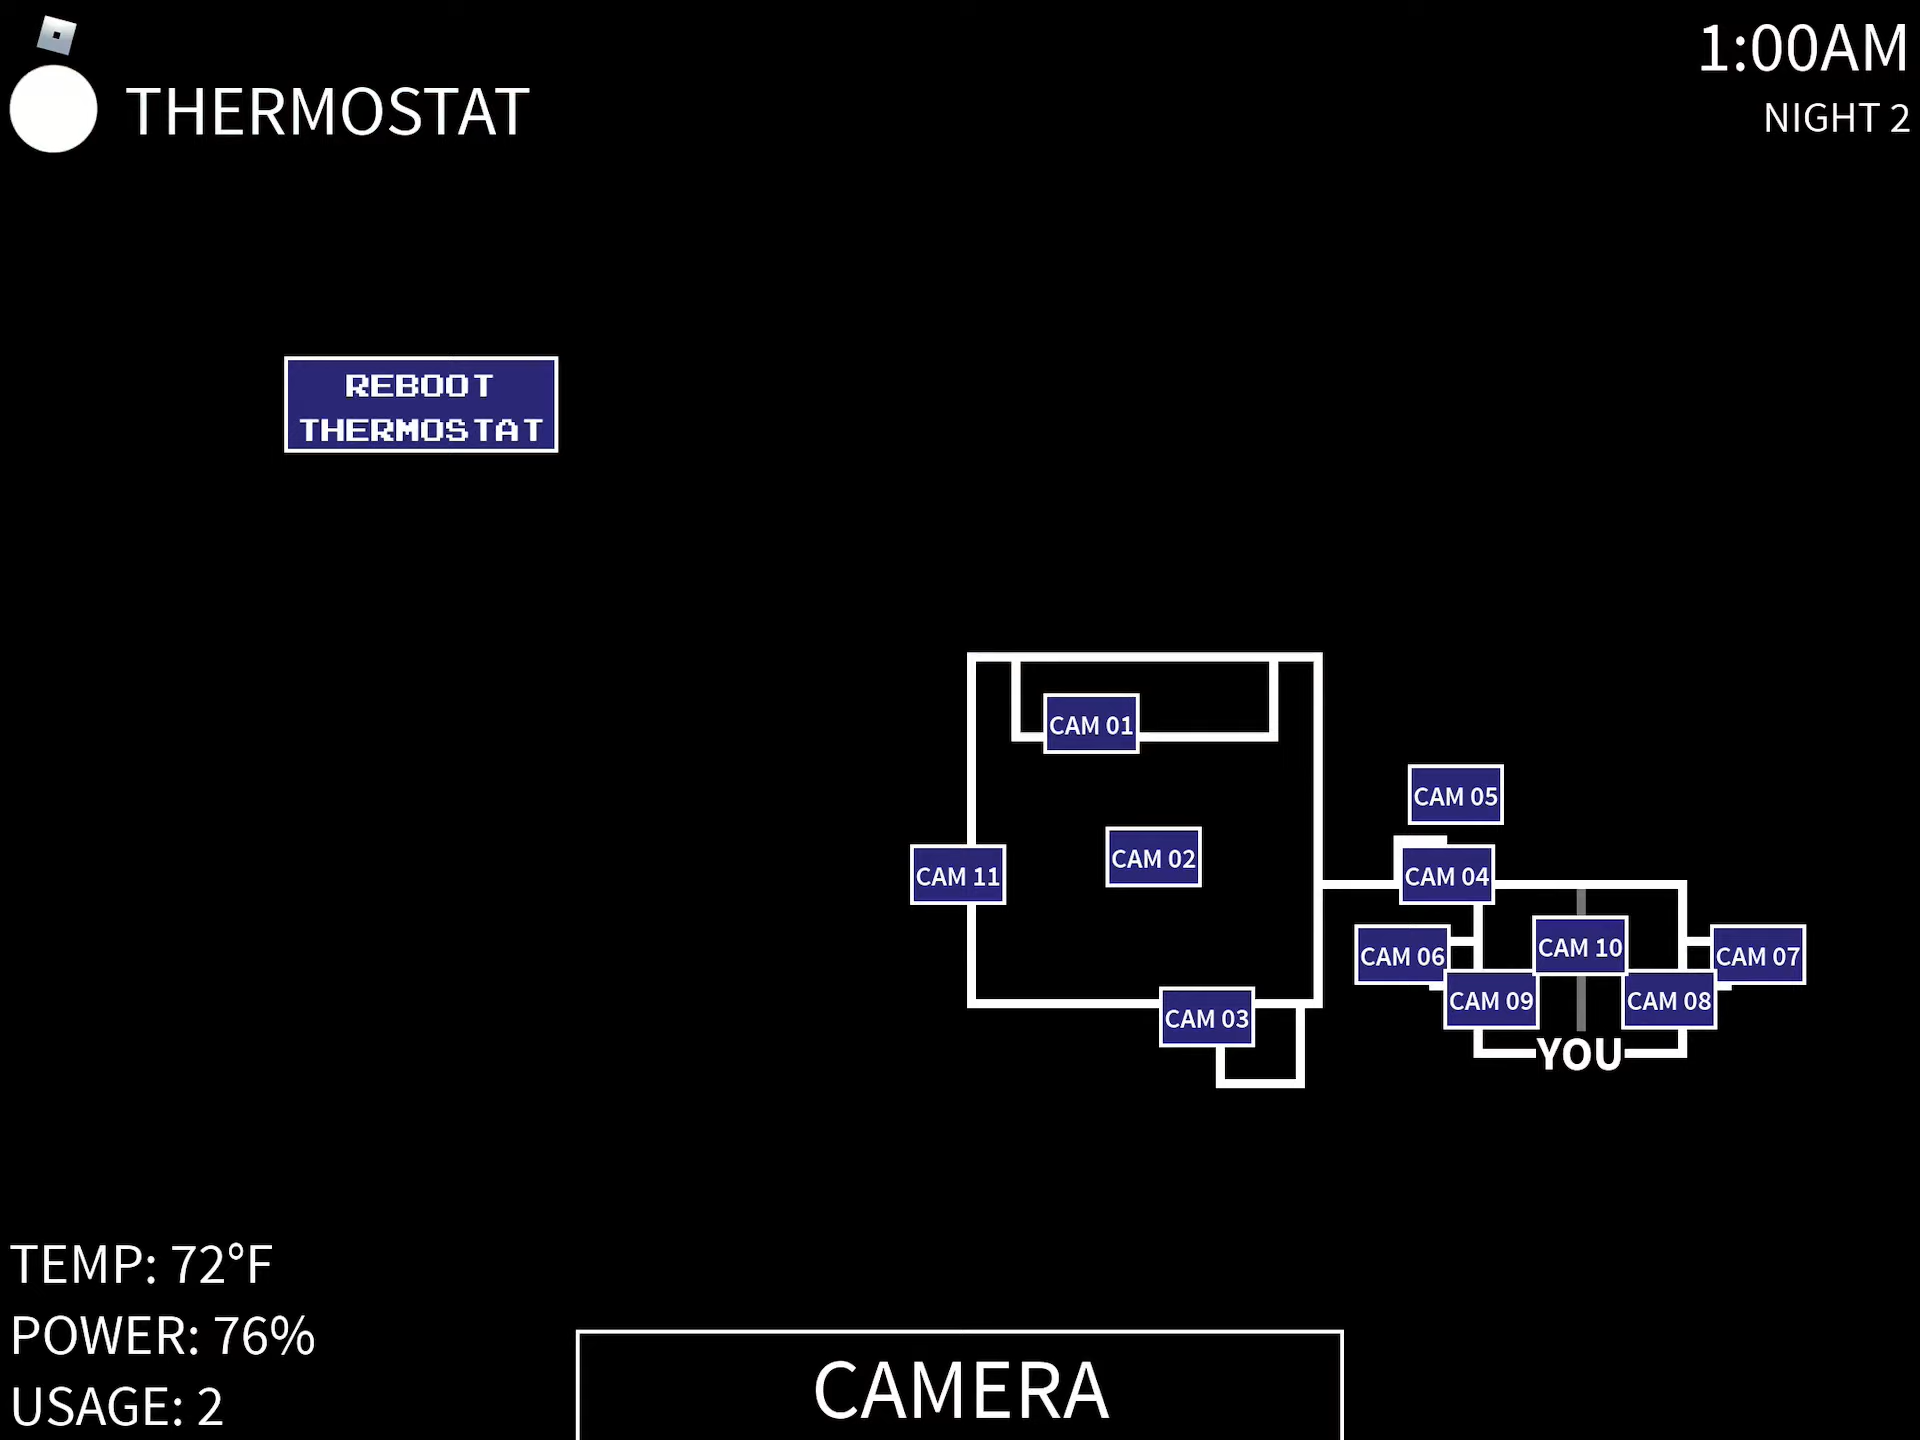 THERMOSTAT
1:00AM
NIGHT 2
REBOOT
THERMOSTAT
CAM 01
CAM 05
CAM 02
CAM 11
CAM 04
CAM 10
CAM 06
CAM 07
CAM 09
CAM 08
CAM 03
YOU
TEMP: 72°F
POWER: 76%
USAGE: 2
CAMERA